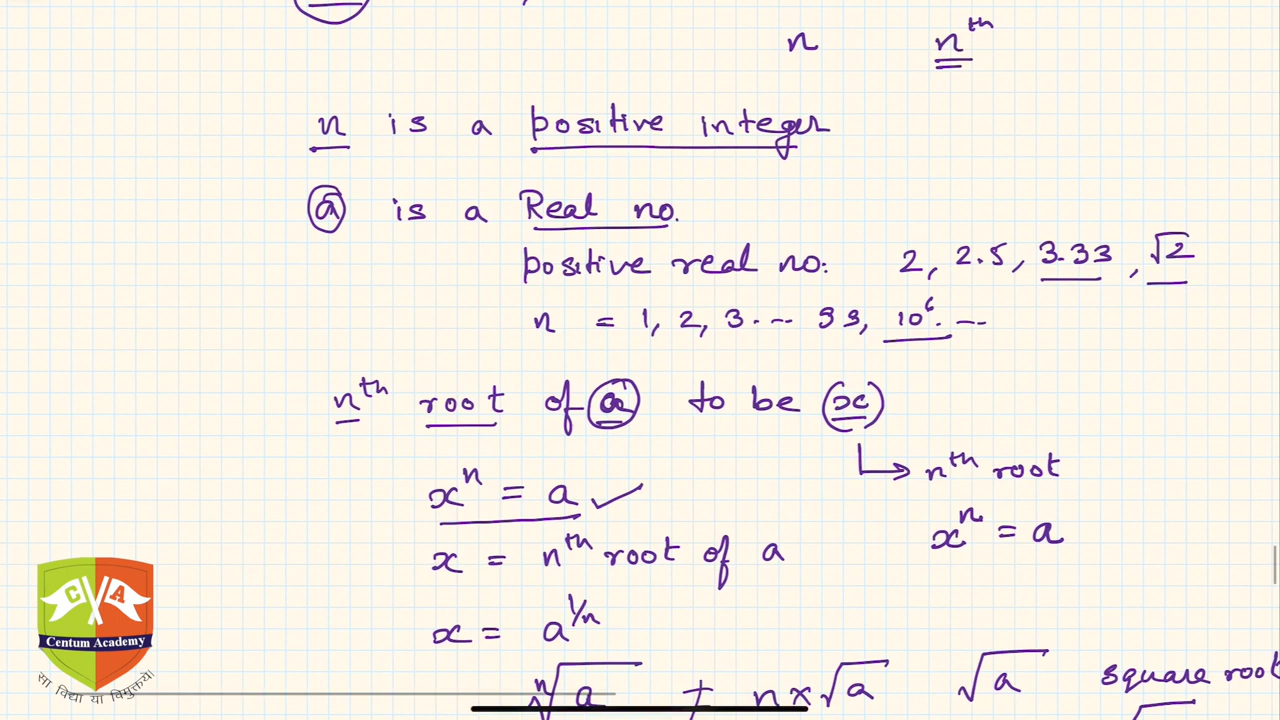 n nᵗʰ
n is a positive integer
a is a Real no.
positive real no: 2, 2.5, 3.33, √2
n = 1, 2, 3 ... 99, 10⁶. ...
nᵗʰ root of a to be x
↳ nᵗʰ root
xⁿ = a ✓
xⁿ = a
x = nᵗʰ root of a
x = a^(1/n)
ⁿ√a ≠ n×√a √a square root
CA
Centum Academy
सा विद्या या विमुक्तये